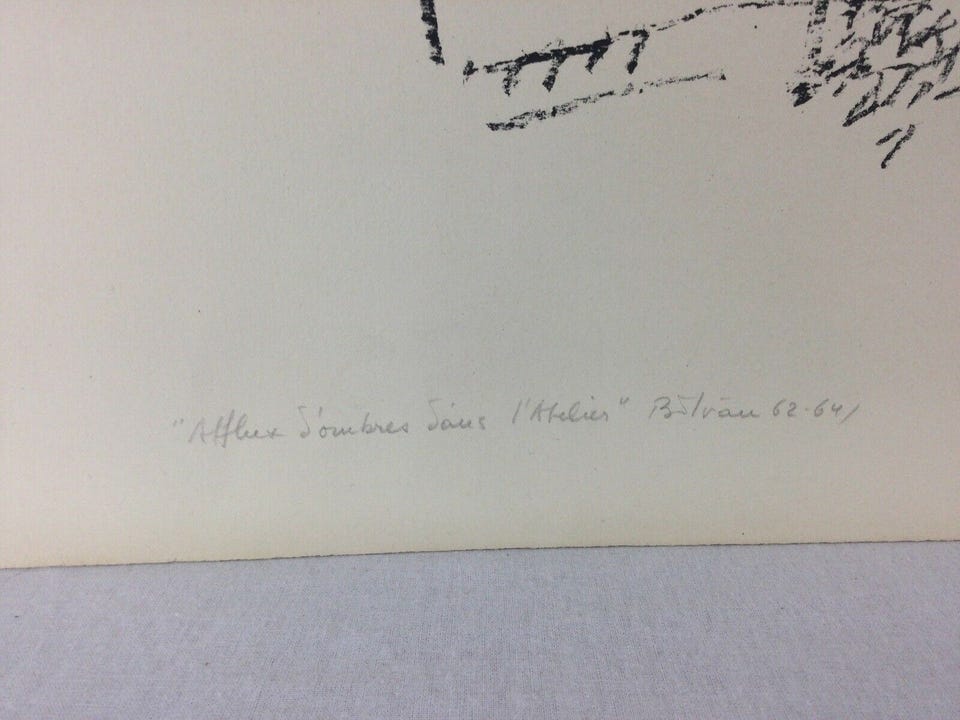 "Afflux d'ombres dans l'Atelier" Bitran 62-64/